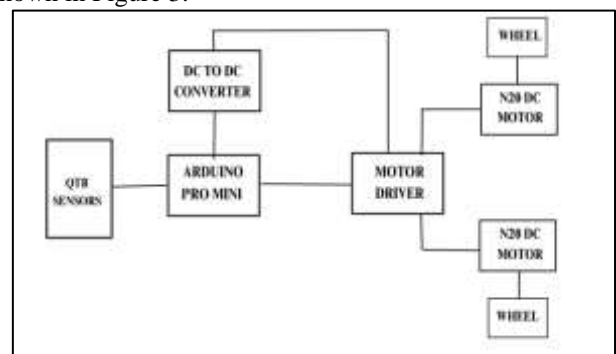 shown in Figure 3.
WHEEL
DC TO DC
CONVERTER
N20 DC
MOTOR
QTR
SENSORS
ARDUINO
PRO MINI
MOTOR
DRIVER
N20 DC
MOTOR
WHEEL